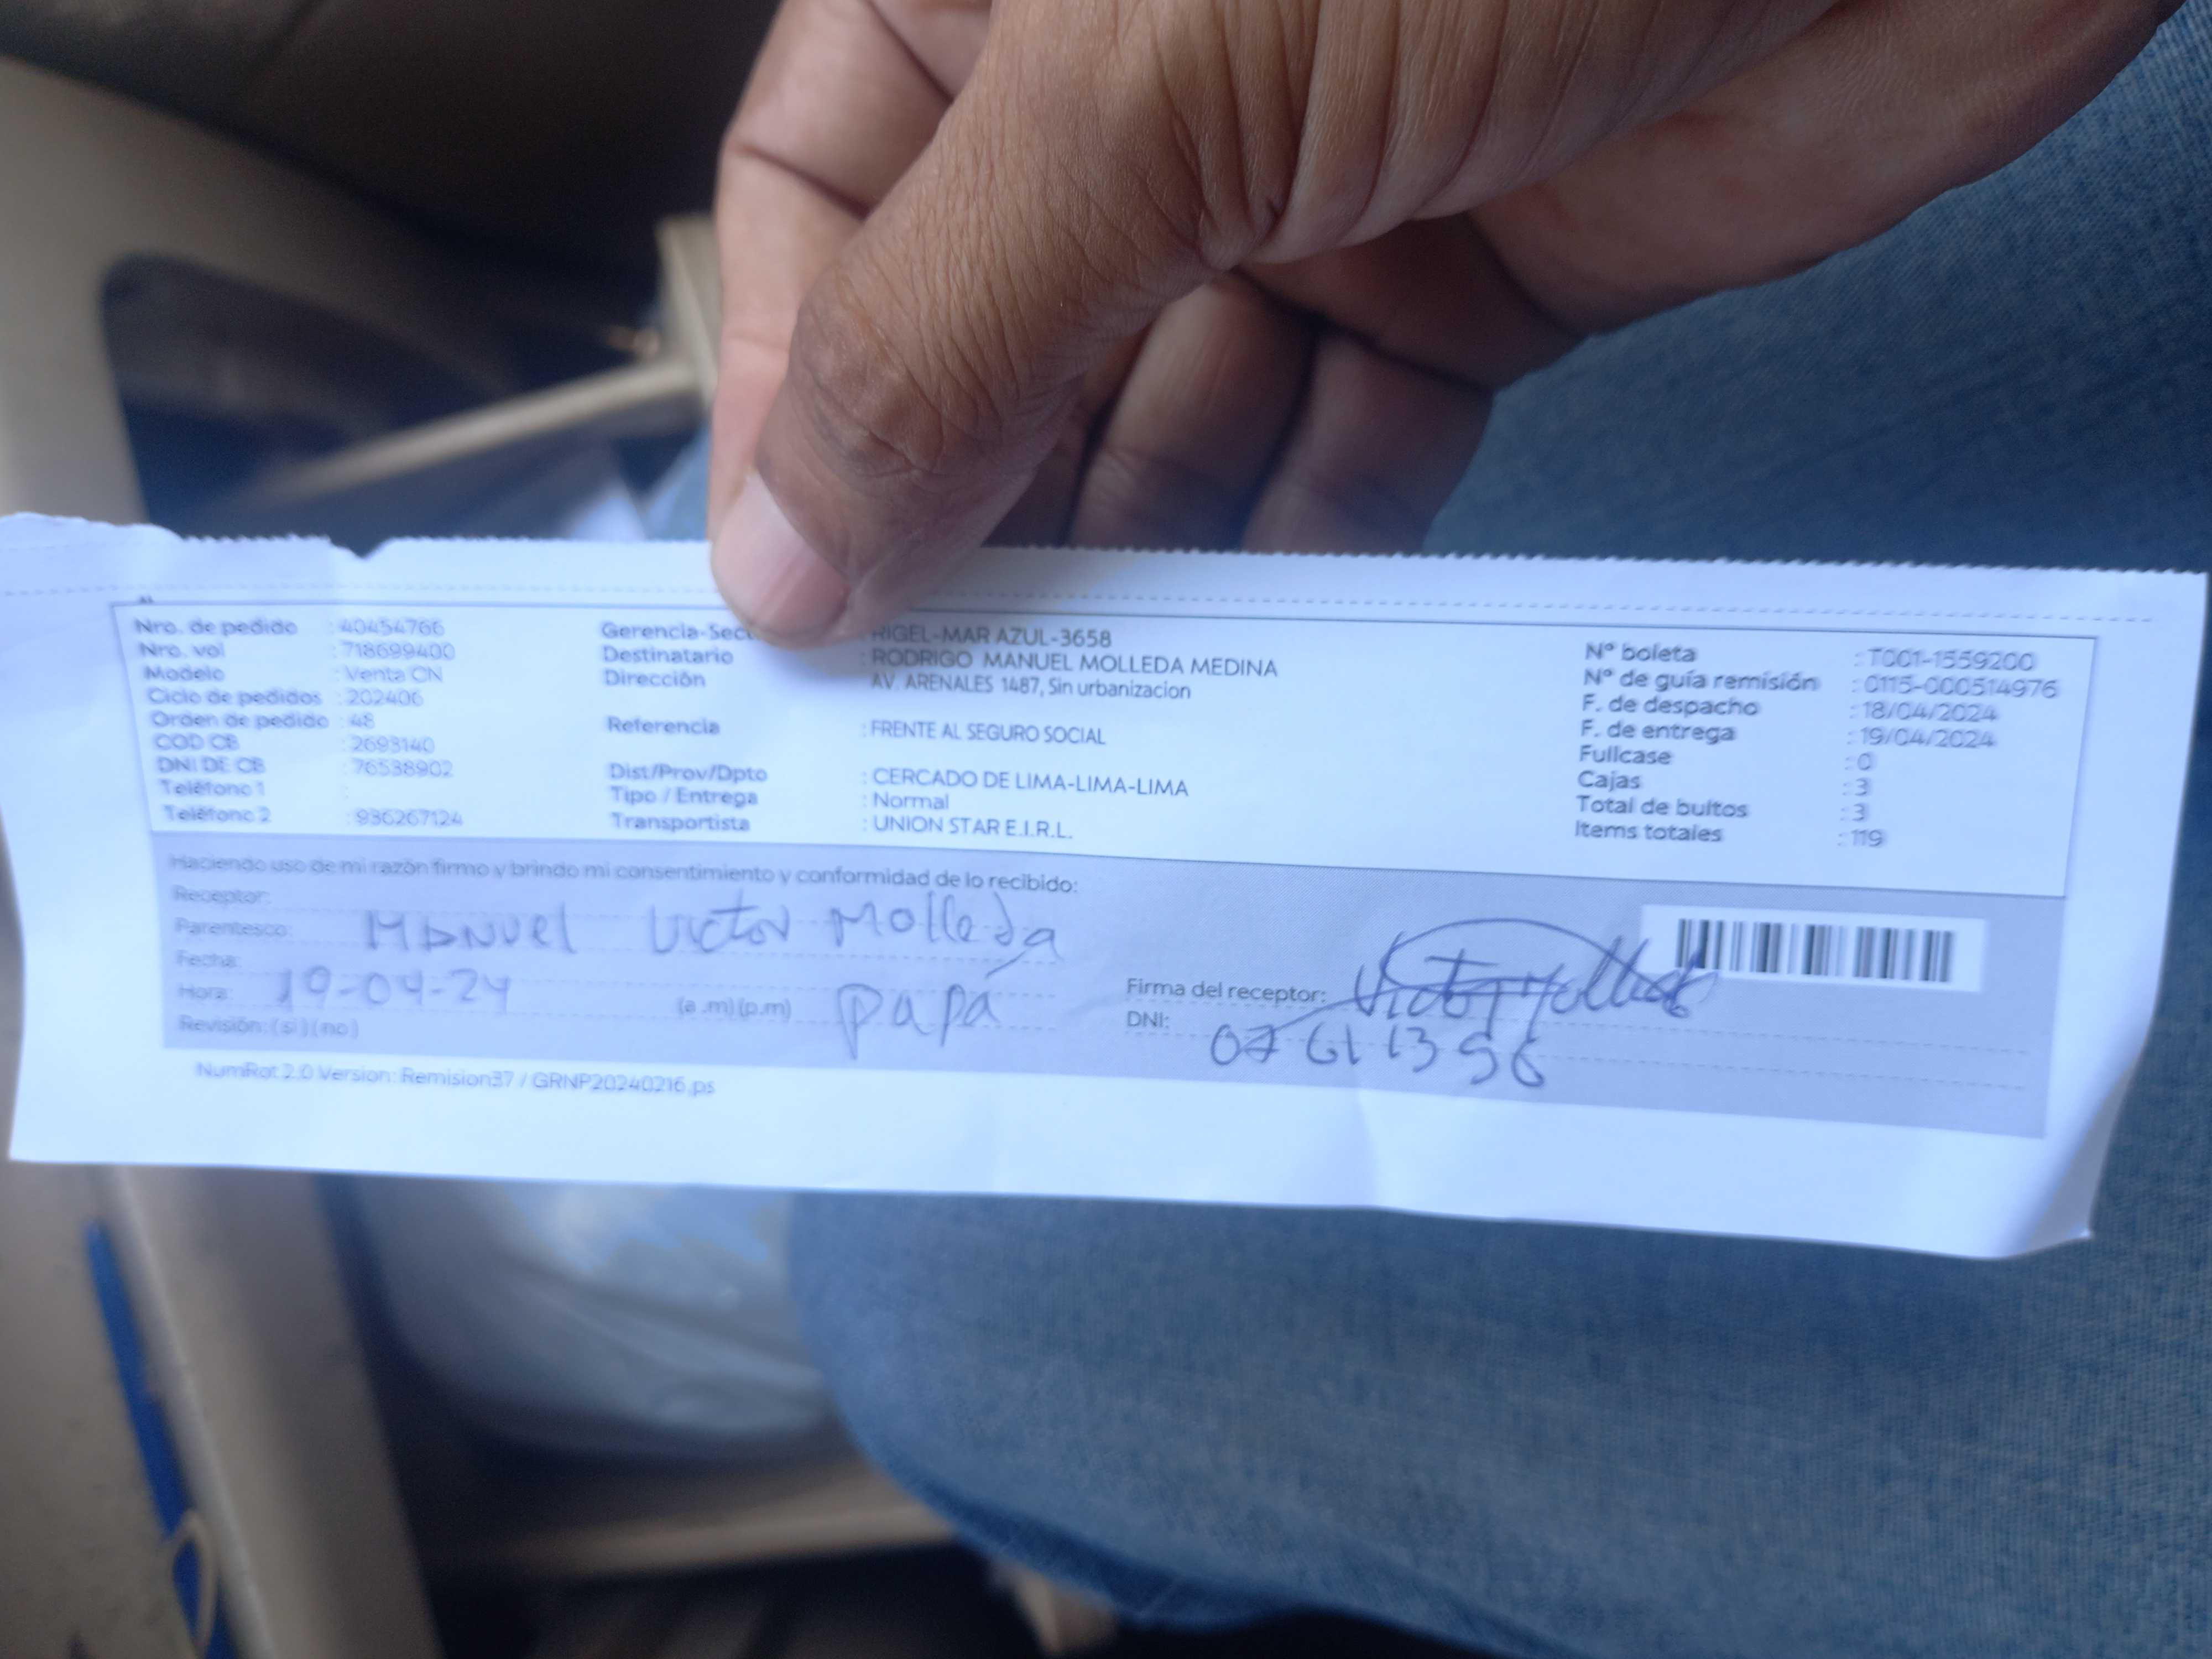 Nro. de pedido : 40454766
Nro. vol : 718699400
Modelo : Venta CN
Ciclo de pedidos : 202406
Orden de pedido : 48
COD CB : 2693140
DNI DE CB : 76538902
Teléfono 1 :
Teléfono 2 : 936267124
Gerencia-Sec : RIGEL-MAR AZUL-3658
Destinatario : RODRIGO MANUEL MOLLEDA MEDINA
Dirección : AV. ARENALES 1487, Sin urbanizacion
Referencia : FRENTE AL SEGURO SOCIAL
Dist/Prov/Dpto : CERCADO DE LIMA-LIMA-LIMA
Tipo / Entrega : Normal
Transportista : UNION STAR E.I.R.L.
Nº boleta : T001-1559200
Nº de guía remisión : 0115-000514976
F. de despacho : 18/04/2024
F. de entrega : 19/04/2024
Fullcase : 0
Cajas : 3
Total de bultos : 3
Items totales : 119
Haciendo uso de mi razón firmo y brindo mi consentimiento y conformidad de lo recibido:
Receptor:
Parentesco: Manuel Victor Molleda
Fecha:
Hora: 19-04-24 (a .m) (p.m) papá
Revisión: ( si ) ( no )
Firma del receptor: Victor Molleda
DNI: 07611396
NumRot 2.0 Version: Remision37 / GRNP20240216.ps